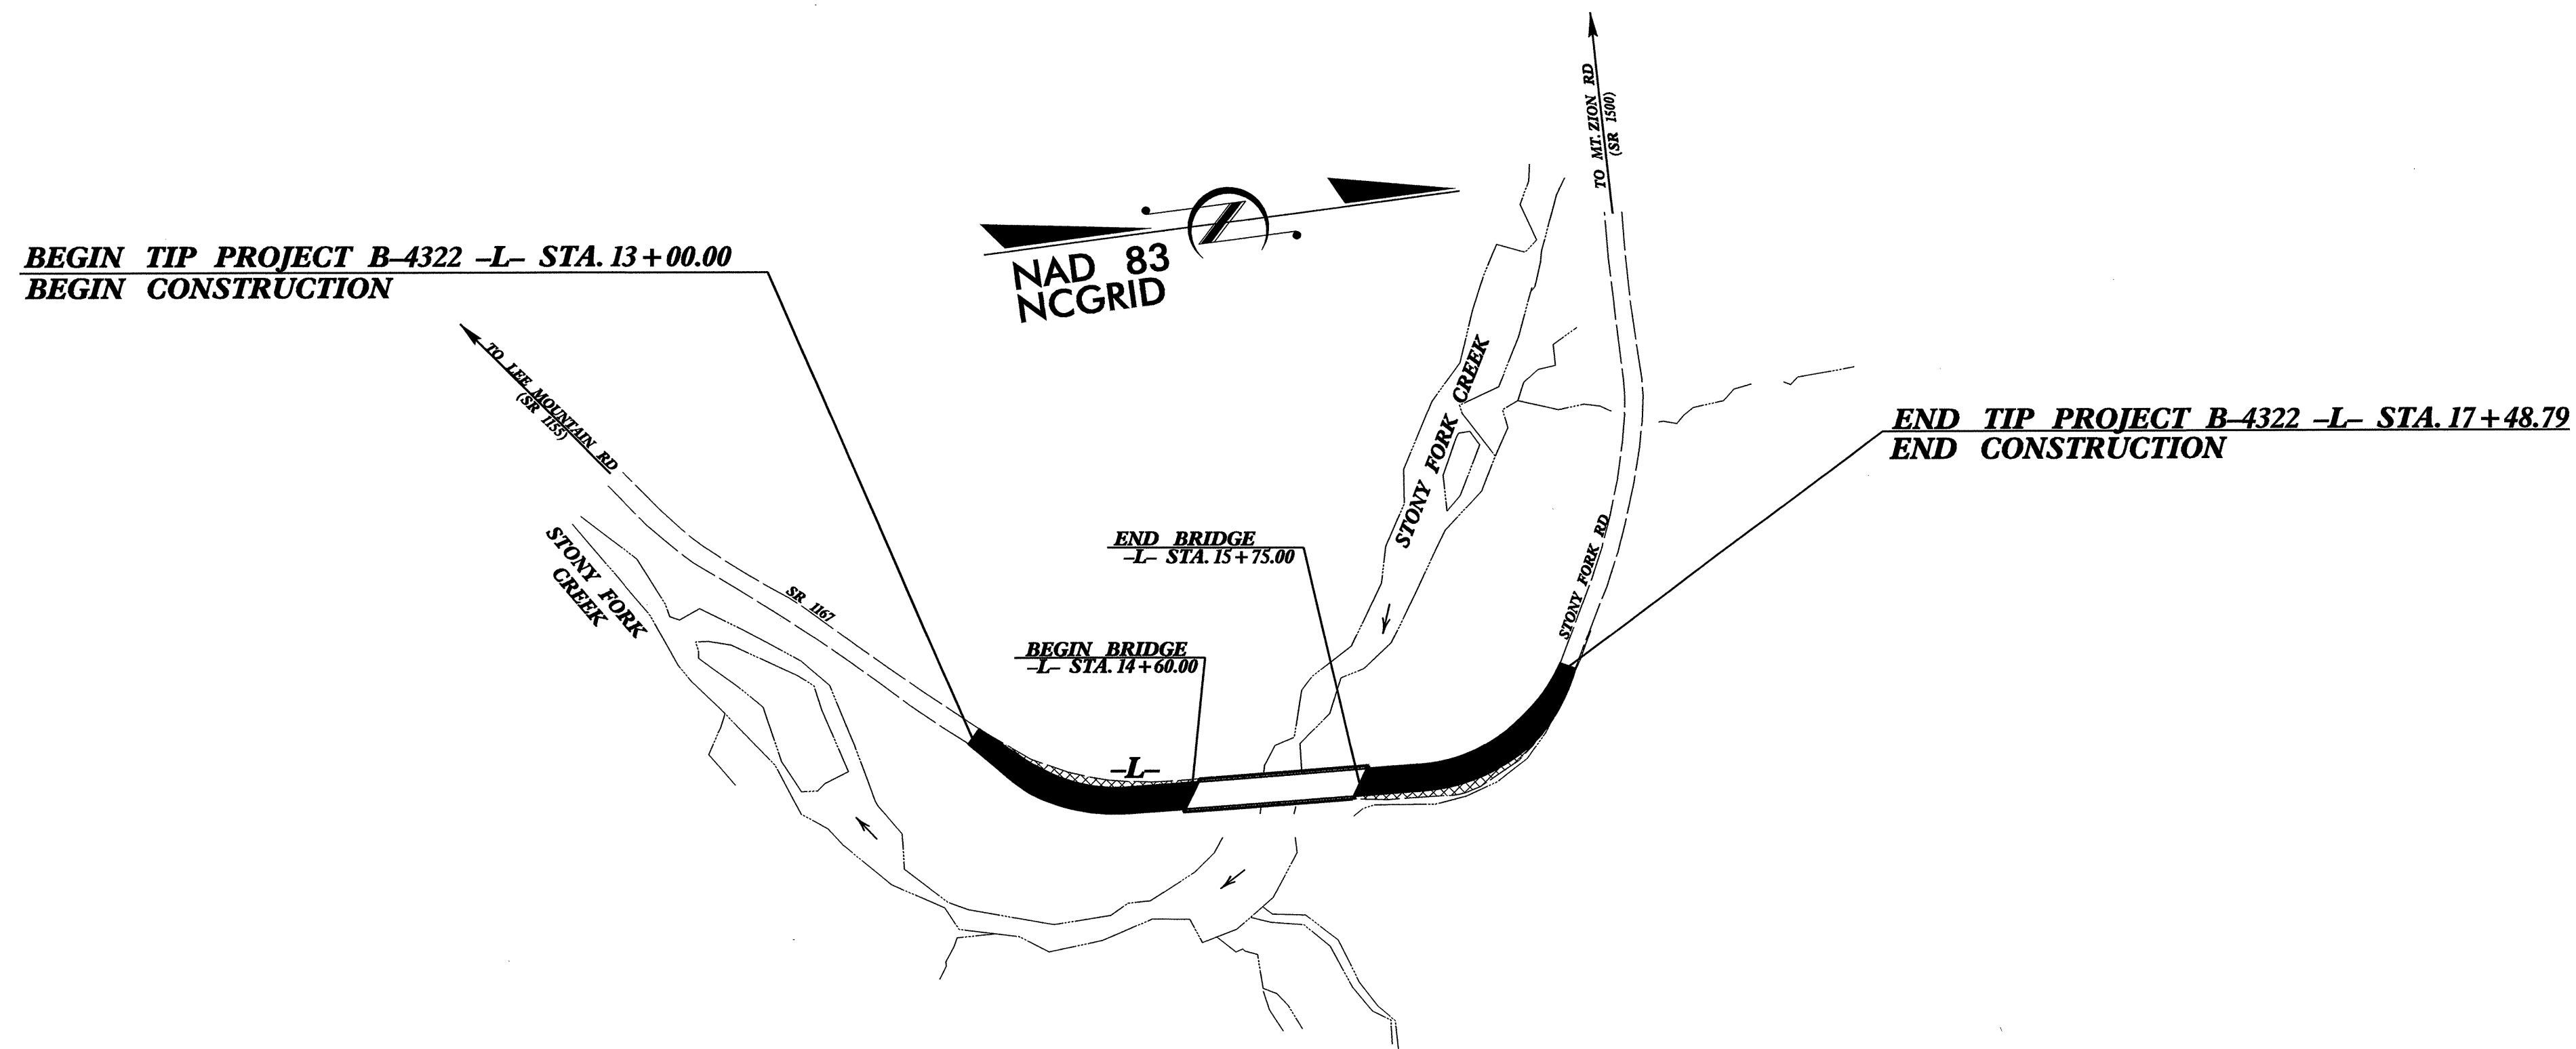 TO MT. ZION RD
(SR 1500)
BEGIN TIP PROJECT B-4322 -L- STA. 13+00.00
BEGIN CONSTRUCTION
NAD 83
NCGRID
TO LEE MOUNTAIN RD
(SR 1155)
STONY FORK CREEK
END TIP PROJECT B-4322 -L- STA. 17+48.79
END CONSTRUCTION
STONY FORK
CREEK
END BRIDGE
-L- STA. 15+75.00
STONY FORK RD
SR 1167
BEGIN BRIDGE
-L- STA. 14+60.00
-L-